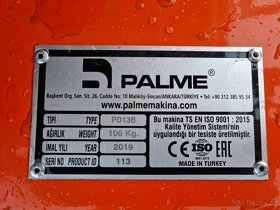 PALME
Başkent Org. San. Sit. 26. Cadde No: 10 Malıköy-Sincan/ANKARA/TÜRKİYE | Tel: +90 312 385 95 34
www.palmemakina.com
TİPİ TYPE PD13B
AĞIRLIK WEIGHT 106 Kg.
İMAL YILI YEAR 2019
SERİ NO PRODUCT ID 113
Bu makina TS EN ISO 9001 : 2015
Kalite Yönetim Sistemi'nin
uygulandığı bir tesiste üretilmiştir.
CE EAC ISO
MADE IN TURKEY